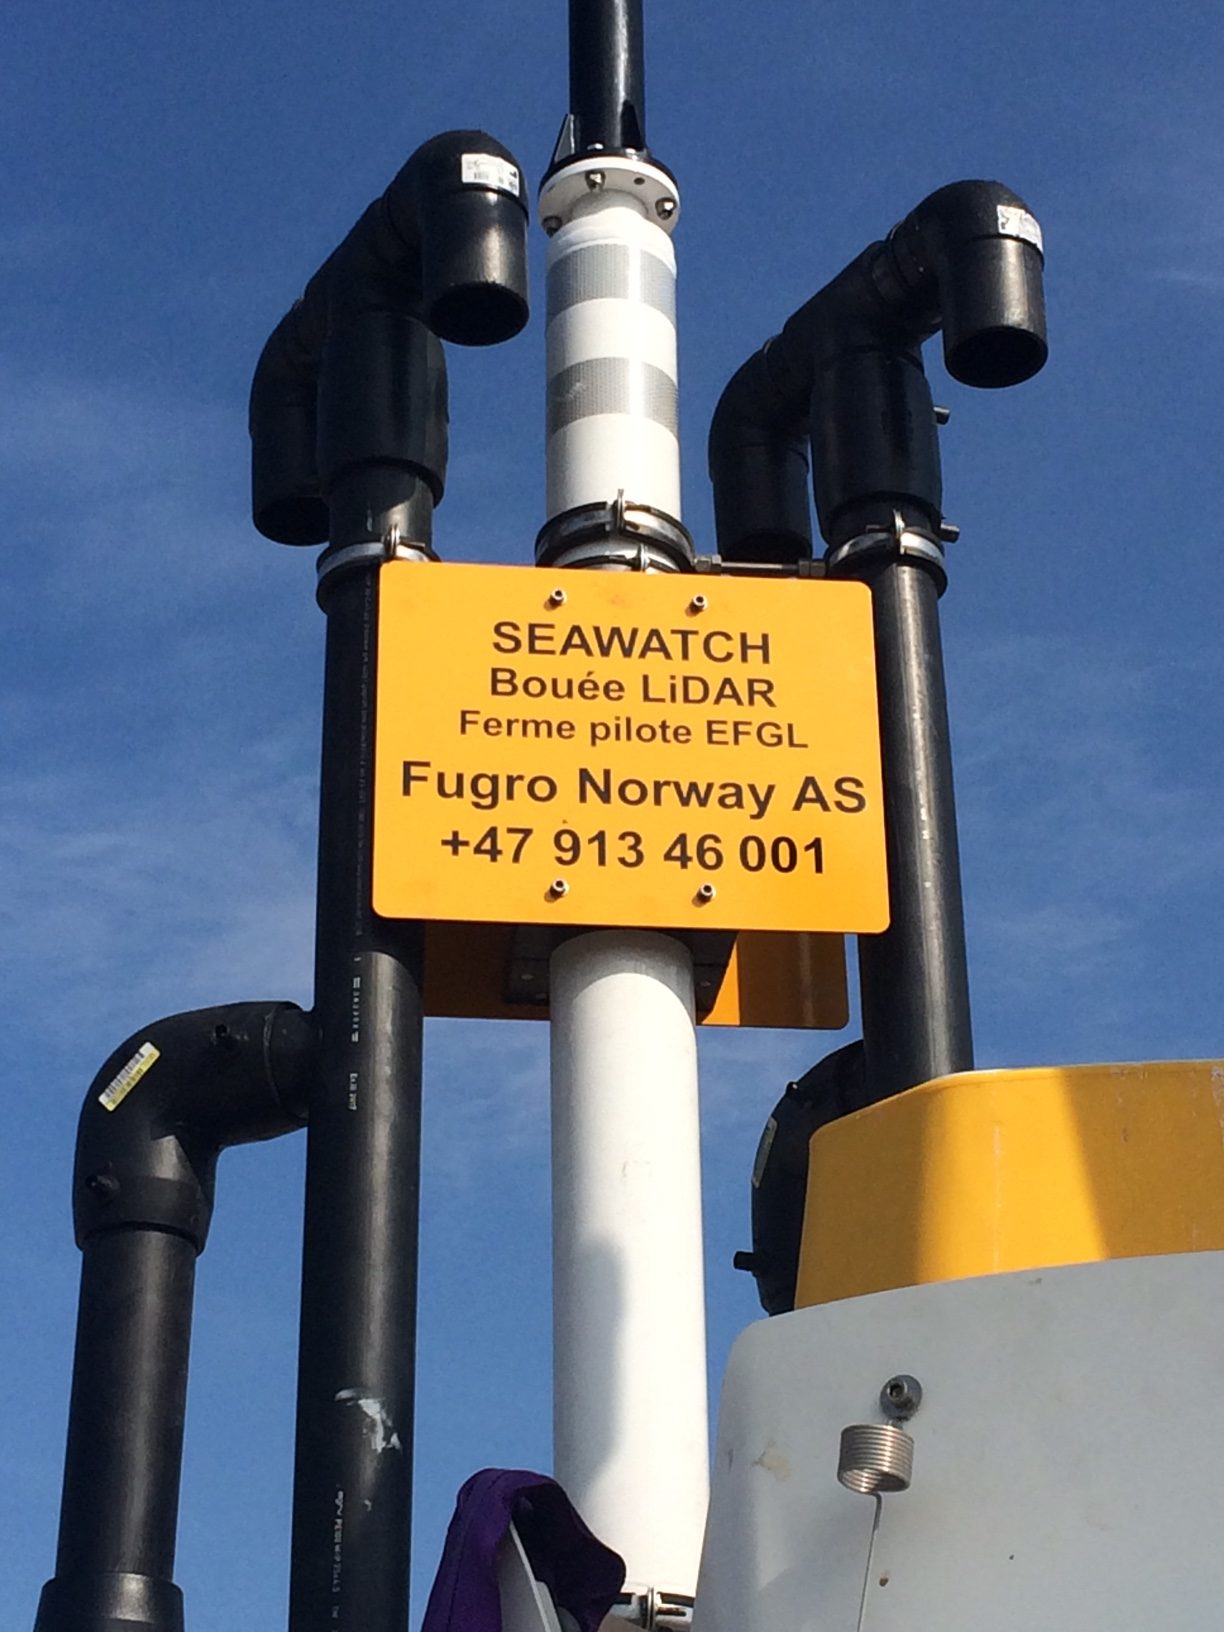 SEAWATCH
Bouée LiDAR
Ferme pilote EFGL
Fugro Norway AS
+47 913 46 001